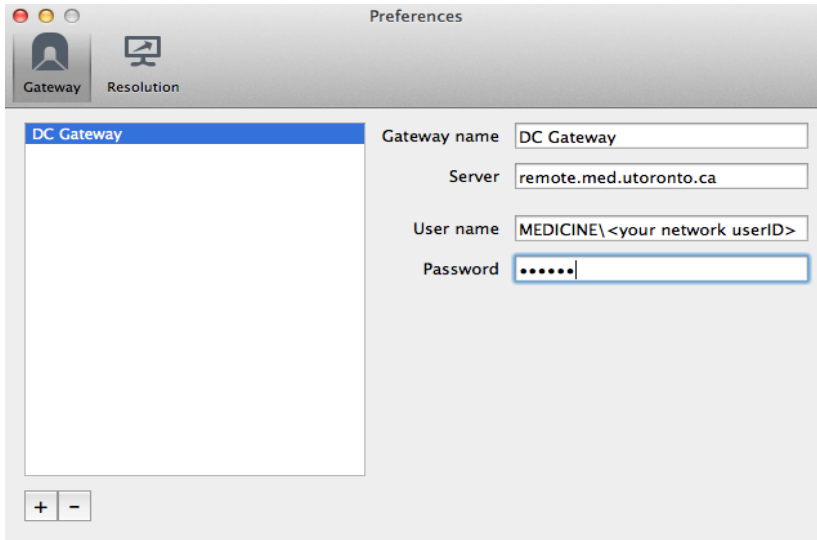 Preferences
Gateway
Resolution
DC Gateway
Gateway name
DC Gateway
Server
remote.med.utoronto.ca
User name
MEDICINE\<your network userID>
Password
••••••
+
-